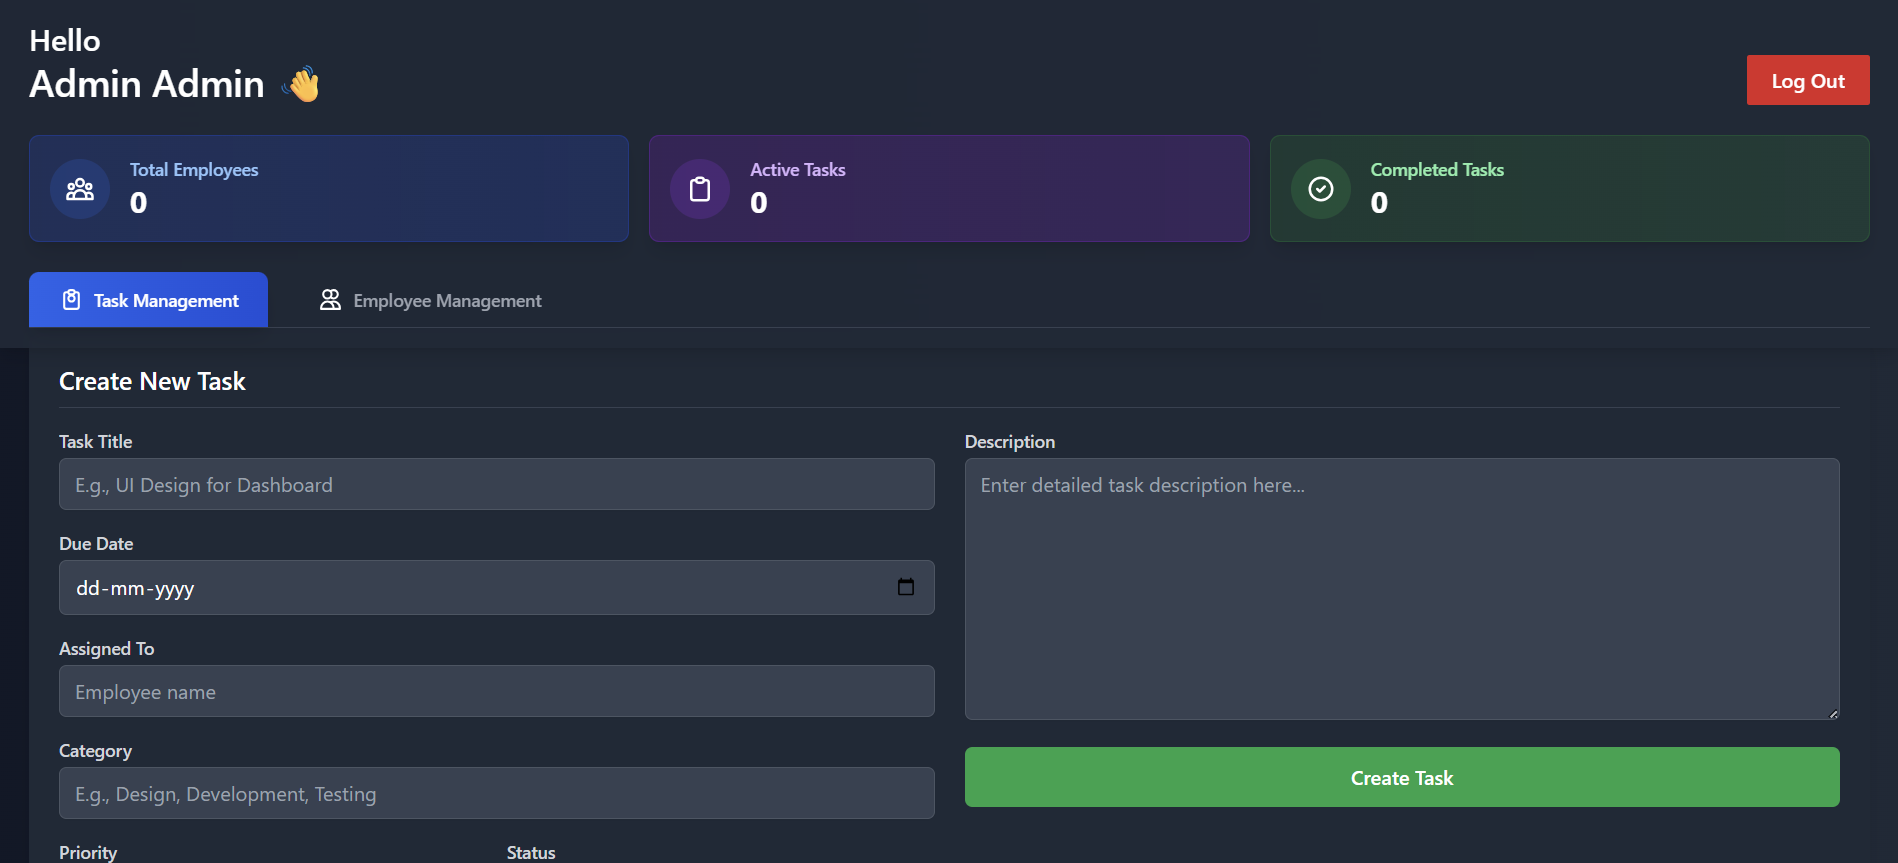 Hello
Admin Admin 👋
Log Out
Total Employees
0
Active Tasks
0
Completed Tasks
0
Task Management
Employee Management
Create New Task
Task Title
E.g., UI Design for Dashboard
Due Date
dd-mm-yyyy
Assigned To
Employee name
Category
E.g., Design, Development, Testing
Priority
Status
Description
Enter detailed task description here...
Create Task